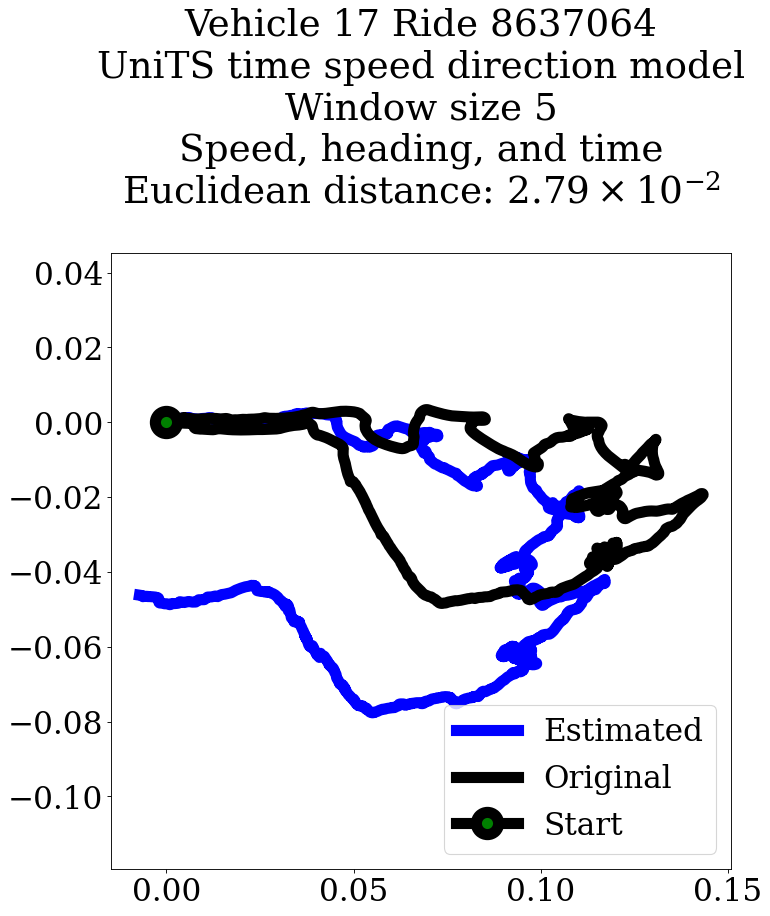 Vehicle 17 Ride 8637064
UniTS time speed direction model
Window size 5
Speed, heading, and time
Euclidean distance: 2.79 × 10⁻²
0.04
0.02
0.00
−0.02
−0.04
−0.06
−0.08
−0.10
Estimated
Original
Start
0.00 0.05 0.10 0.15